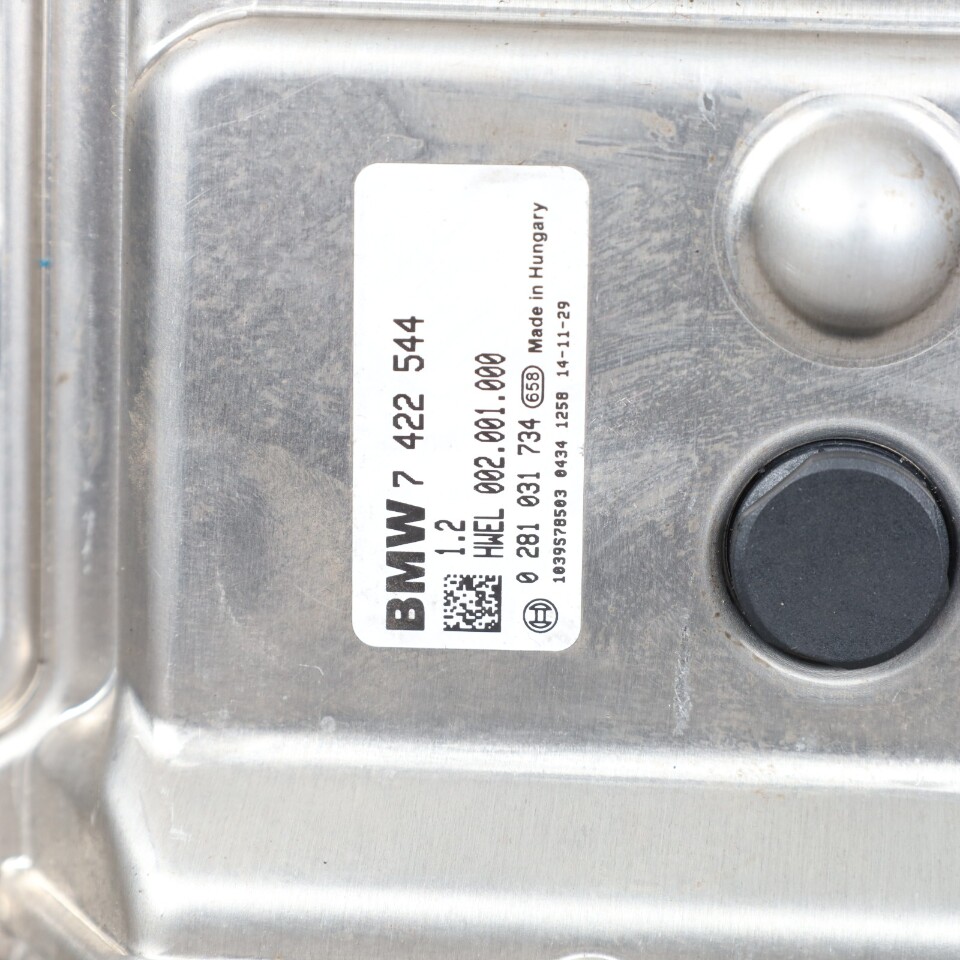 BMW 7 422 544
1.2
HWEL 002.001.000
0 281 031 734 658 Made in Hungary
1039S78503 0434 1258 14-11-29